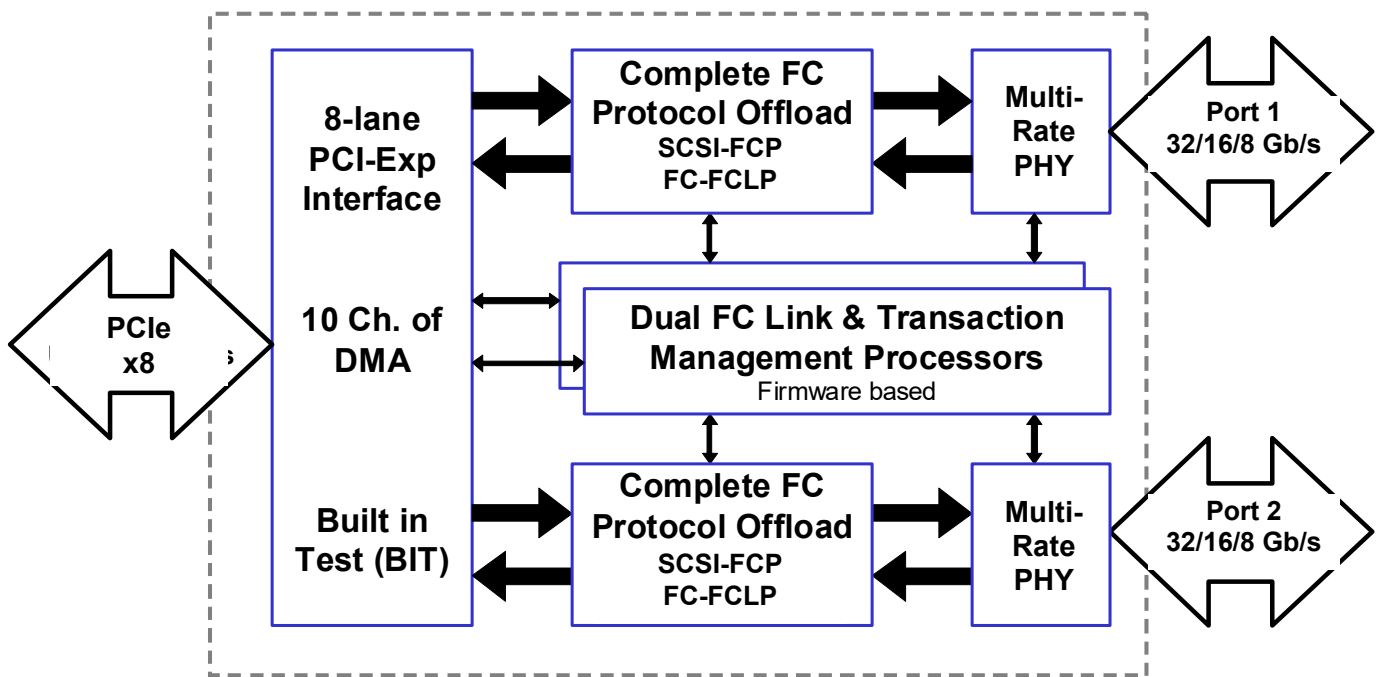 8-lane
PCI-Exp
Interface
10 Ch. of
DMA
Built in
Test (BIT)
Complete FC
Protocol Offload
SCSI-FCP
FC-FCLP
Multi-
Rate
PHY
Port 1
32/16/8 Gb/s
PCIe
x8
Dual FC Link & Transaction
Management Processors
Firmware based
Complete FC
Protocol Offload
SCSI-FCP
FC-FCLP
Multi-
Rate
PHY
Port 2
32/16/8 Gb/s